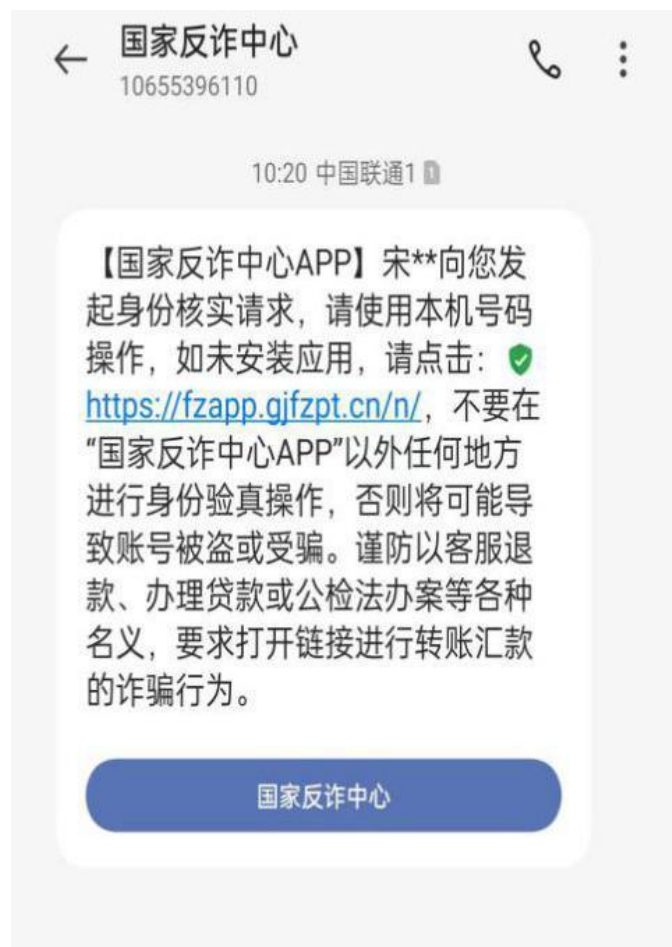 国家反诈中心
10655396110
10:20 中国联通1
【国家反诈中心APP】宋**向您发
起身份核实请求，请使用本机号码
操作，如未安装应用，请点击：
https://fzapp.gjfzpt.cn/n/，不要在
“国家反诈中心APP”以外任何地方
进行身份验真操作，否则将可能导
致账号被盗或受骗。谨防以客服退
款、办理贷款或公检法办案等各种
名义，要求打开链接进行转账汇款
的诈骗行为。
国家反诈中心